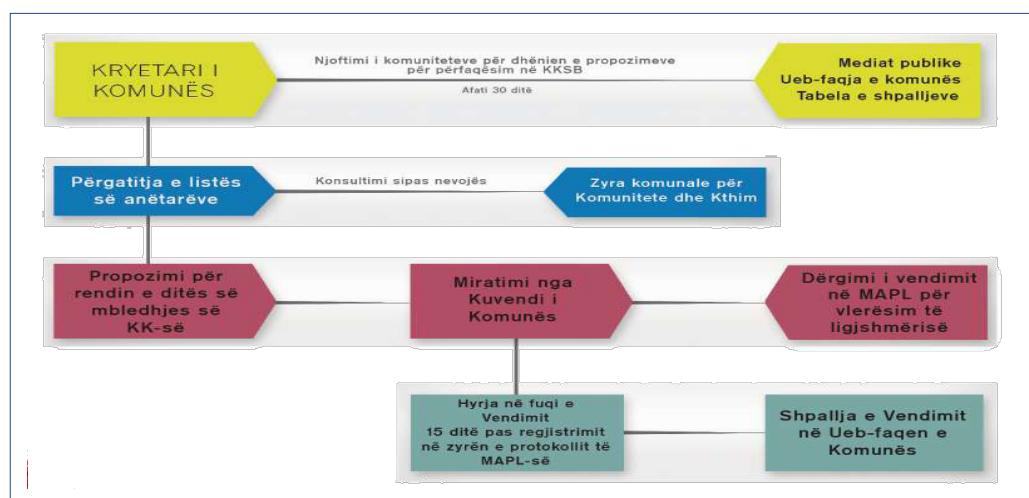 KRYETARI I
KOMUNËS
Njoftimi i komuniteteve për dhënien e propozimeve
për përfaqësim në KKSB
Afati 30 ditë
Mediat publike
Ueb-faqja e komunës
Tabela e shpalljeve
Përgatitja e listës
së anëtarëve
Konsultimi sipas nevojës
Zyra komunale për
Komunitete dhe Kthim
Propozimi për
rendin e ditës së
mbledhjes së
KK-së
Miratimi nga
Kuvendi i
Komunës
Dërgimi i vendimit
në MAPL për
vlerësim të
ligjshmërisë
Hyrja në fuqi e
Vendimit
15 ditë pas regjistrimit
në zyrën e protokollit të
MAPL-së
Shpallja e Vendimit
në Ueb-faqen e
Komunës